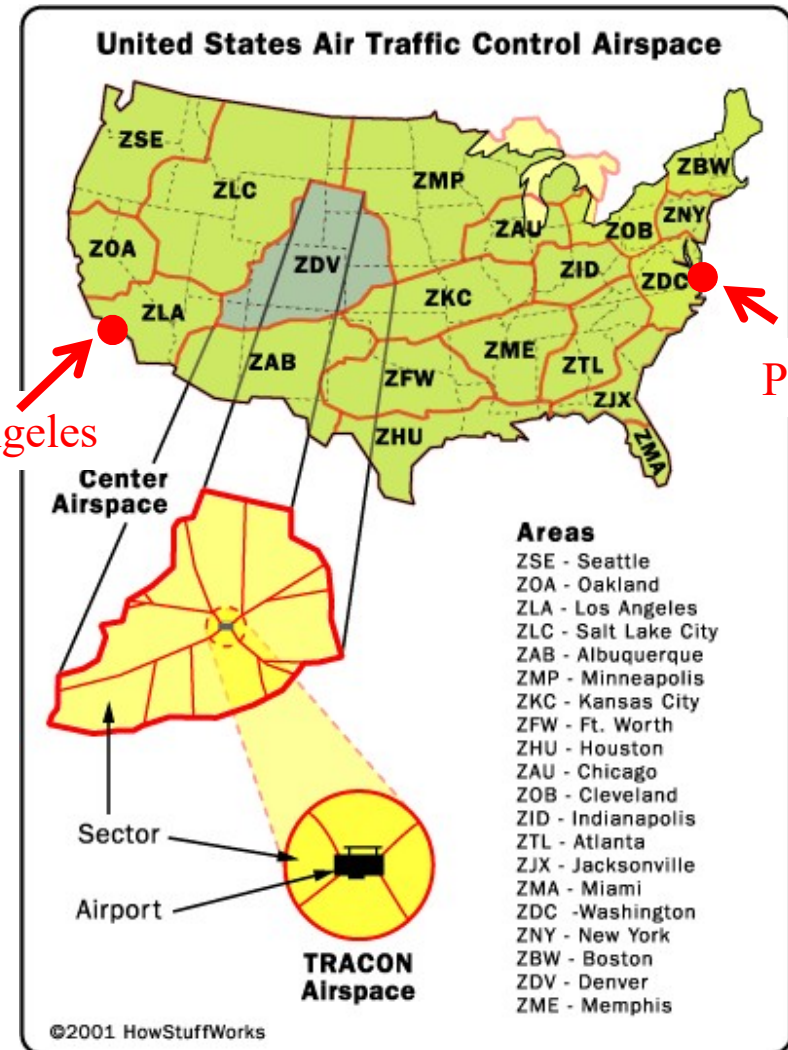 United States Air Traffic Control Airspace
ZSE
ZLC
ZMP
ZBW
ZNY
ZOA
ZAU
ZOB
ZDV
ZID
ZDC
ZLA
ZKC
ZAB
ZME
ZTL
ZFW
ZJX
P
ZHU
ZMA
geles
Center
Airspace
Areas
ZSE - Seattle
ZOA - Oakland
ZLA - Los Angeles
ZLC - Salt Lake City
ZAB - Albuquerque
ZMP - Minneapolis
ZKC - Kansas City
ZFW - Ft. Worth
ZHU - Houston
ZAU - Chicago
ZOB - Cleveland
ZID - Indianapolis
ZTL - Atlanta
ZJX - Jacksonville
ZMA - Miami
ZDC -Washington
ZNY - New York
ZBW - Boston
ZDV - Denver
ZME - Memphis
Sector
Airport
TRACON
Airspace
©2001 HowStuffWorks